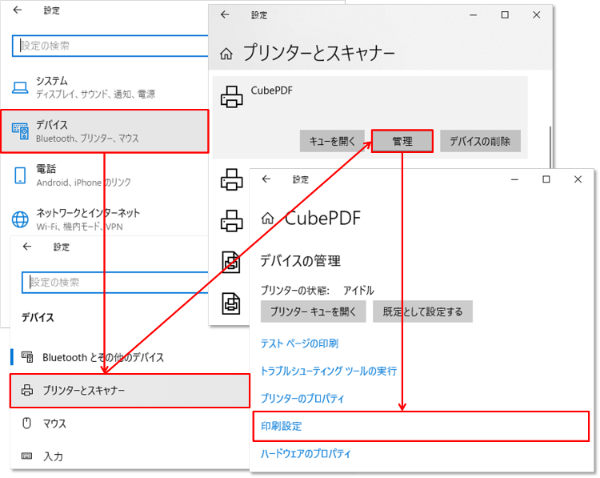 設定
設定の検索
システム
ディスプレイ、サウンド、通知、電源
デバイス
Bluetooth、プリンター、マウス
電話
Android、iPhone のリンク
ネットワークとインターネット
Wi-Fi、機内モード、VPN
設定
設定の検索
デバイス
Bluetooth とその他のデバイス
プリンターとスキャナー
マウス
入力
設定
プリンターとスキャナー
CubePDF
キューを開く
管理
デバイスの削除
設定
CubePDF
デバイスの管理
プリンターの状態: アイドル
プリンター キューを開く
既定として設定する
テスト ページの印刷
トラブルシューティング ツールの実行
プリンターのプロパティ
印刷設定
ハードウェアのプロパティ